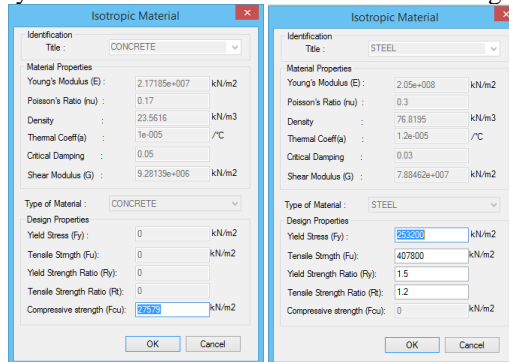 Isotropic Material
Identification
Title : CONCRETE
Material Properties
Young's Modulus (E) : 2.17185e+007 kN/m2
Poisson's Ratio (nu) : 0.17
Density : 23.5616 kN/m3
Thermal Coeff(a) : 1e-005 /°C
Critical Damping : 0.05
Shear Modulus (G) : 9.28139e+006 kN/m2
Type of Material : CONCRETE
Design Properties
Yield Stress (Fy) : 0 kN/m2
Tensile Strngth (Fu): 0 kN/m2
Yield Strength Ratio (Ry): 0
Tensile Strength Ratio (Rt): 0
Compressive strength (Fcu): 27579 kN/m2
OK Cancel
Isotropic Material
Identification
Title : STEEL
Material Properties
Young's Modulus (E) : 2.05e+008 kN/m2
Poisson's Ratio (nu) : 0.3
Density : 76.8195 kN/m3
Thermal Coeff(a) : 1.2e-005 /°C
Critical Damping : 0.03
Shear Modulus (G) : 7.88462e+007 kN/m2
Type of Material : STEEL
Design Properties
Yield Stress (Fy) : 253200 kN/m2
Tensile Strngth (Fu): 407800 kN/m2
Yield Strength Ratio (Ry): 1.5
Tensile Strength Ratio (Rt): 1.2
Compressive strength (Fcu): 0 kN/m2
OK Cancel